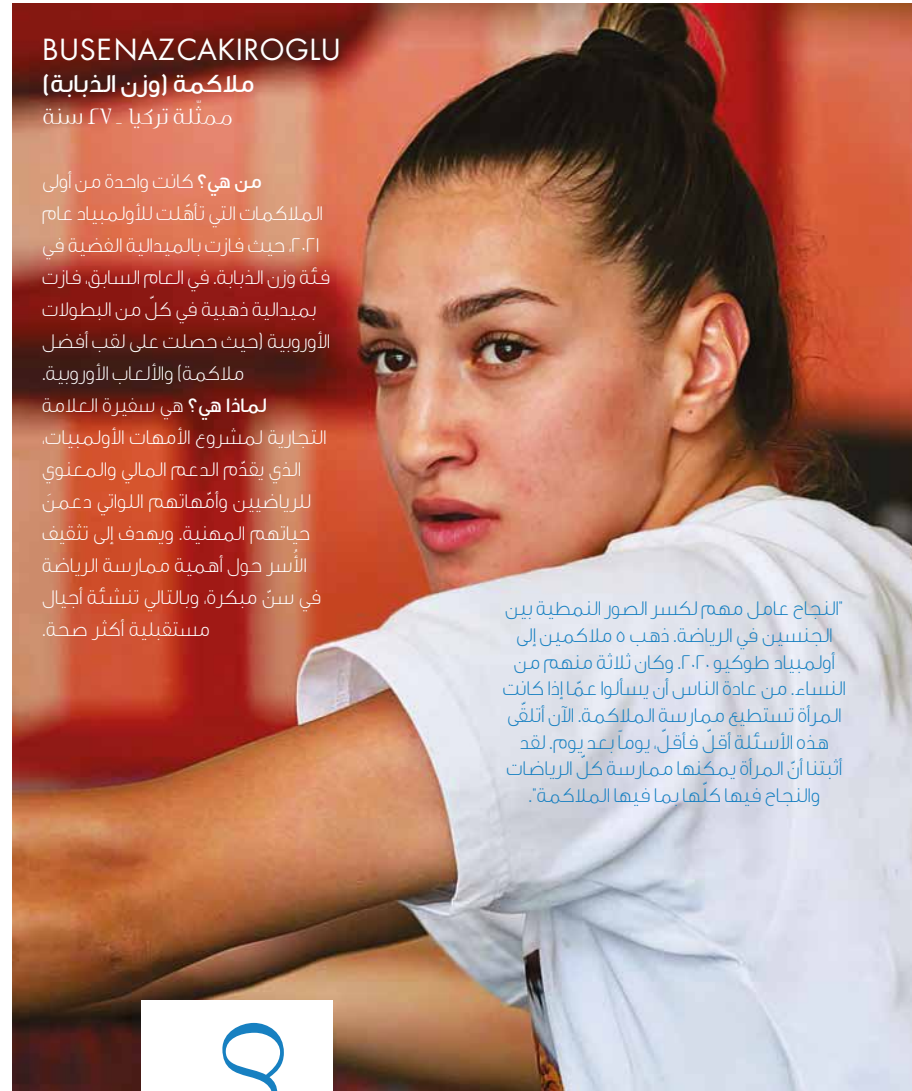 BUSENAZCAKIROGLU
ملاكمة (وزن الذبابة)
ممثّلة تركيا _ ٢٧ سنة
من هي؟ كانت واحدة من أولى
الملاكمات التي تأهّلت للأولمبياد عام
٢٠٢١، حيث فازت بالميدالية الفضية في
فئة وزن الذبابة. في العام السابق، فازت
بميدالية ذهبية في كلّ من البطولات
الأوروبية (حيث حصلت على لقب أفضل
ملاكمة) والألعاب الأوروبية.
لماذا هي؟ هي سفيرة العلامة
التجارية لمشروع الأمهات الأولمبيات،
الذي يقدّم الدعم المالي والمعنوي
للرياضيين وأمّهاتهم اللواتي دعمنَ
حياتهم المهنية. ويهدف إلى تثقيف
الأُسر حول أهمية ممارسة الرياضة
في سنّ مبكرة، وبالتالي تنشئة أجيال
مستقبلية أكثر صحة.
"النجاح عامل مهم لكسر الصور النمطية بين
الجنسين في الرياضة. ذهب ٥ ملاكمين إلى
أولمبياد طوكيو ٢٠٢٠، وكان ثلاثة منهم من
النساء. من عادة الناس أن يسألوا عمّا إذا كانت
المرأة تستطيع ممارسة الملاكمة. الآن أتلقّى
هذه الأسئلة أقلّ فأقلّ، يوماً بعد يوم. لقد
أثبتنا أنّ المرأة يمكنها ممارسة كلّ الرياضات
والنجاح فيها كلّها بما فيها الملاكمة".